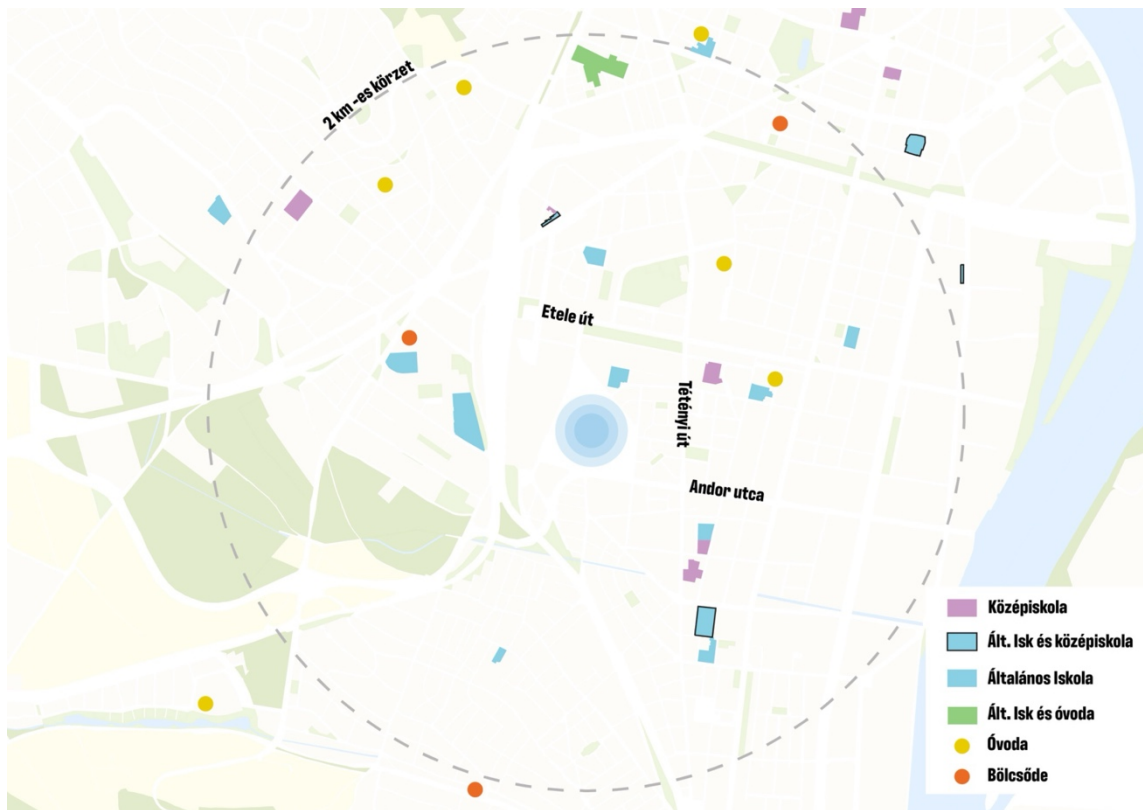 2 km -es körzet
Etele út
Tétényi út
Andor utca
Középiskola
Ált. Isk és középiskola
Általános Iskola
Ált. Isk és óvoda
Óvoda
Bölcsőde